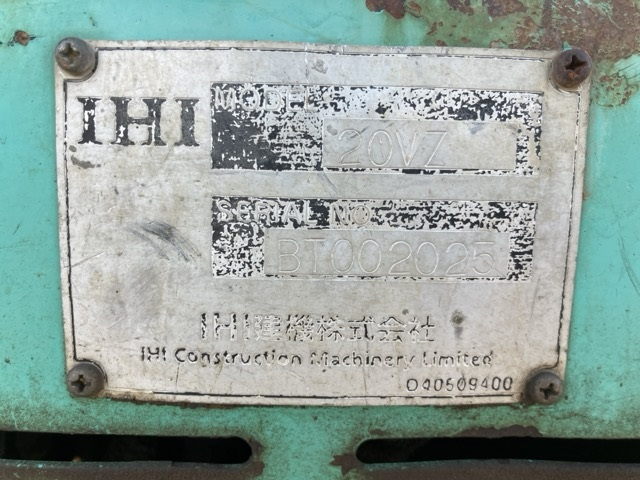 IHI
MODEL
20VZ
SERIAL NO.
BT002025
IHI建機株式会社
IHI Construction Machinery Limited
040609400